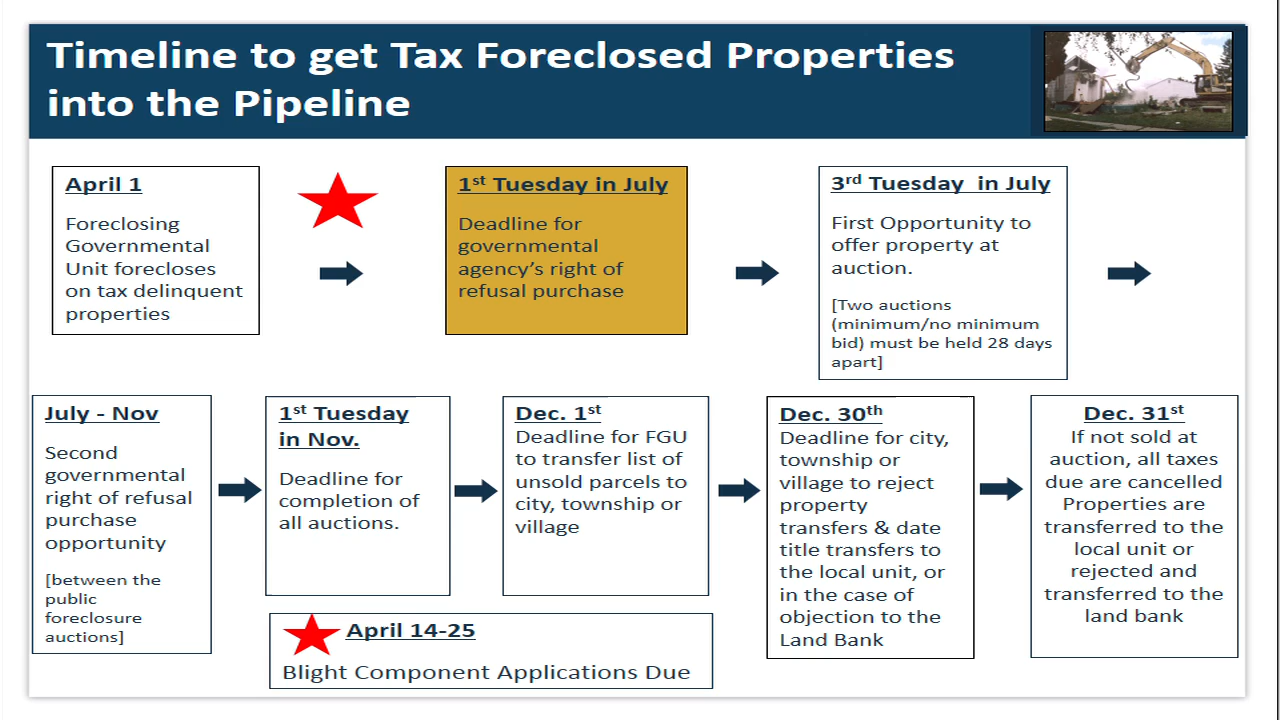 Timeline to get Tax Foreclosed Properties
into the Pipeline
April 1
Foreclosing
Governmental
Unit forecloses
on tax delinquent
properties
1st Tuesday in July
Deadline for
governmental
agency’s right of
refusal purchase
3rd Tuesday in July
First Opportunity to
offer property at
auction.
[Two auctions
(minimum/no minimum
bid) must be held 28 days
apart]
July - Nov
Second
governmental
right of refusal
purchase
opportunity
[between the
public
foreclosure
auctions]
1st Tuesday
in Nov.
Deadline for
completion of
all auctions.
Dec. 1st
Deadline for FGU
to transfer list of
unsold parcels to
city, township or
village
Dec. 30th
Deadline for city,
township or
village to reject
property
transfers & date
title transfers to
the local unit, or
in the case of
objection to the
Land Bank
Dec. 31st
If not sold at
auction, all taxes
due are cancelled
Properties are
transferred to the
local unit or
rejected and
transferred to the
land bank
April 14-25
Blight Component Applications Due